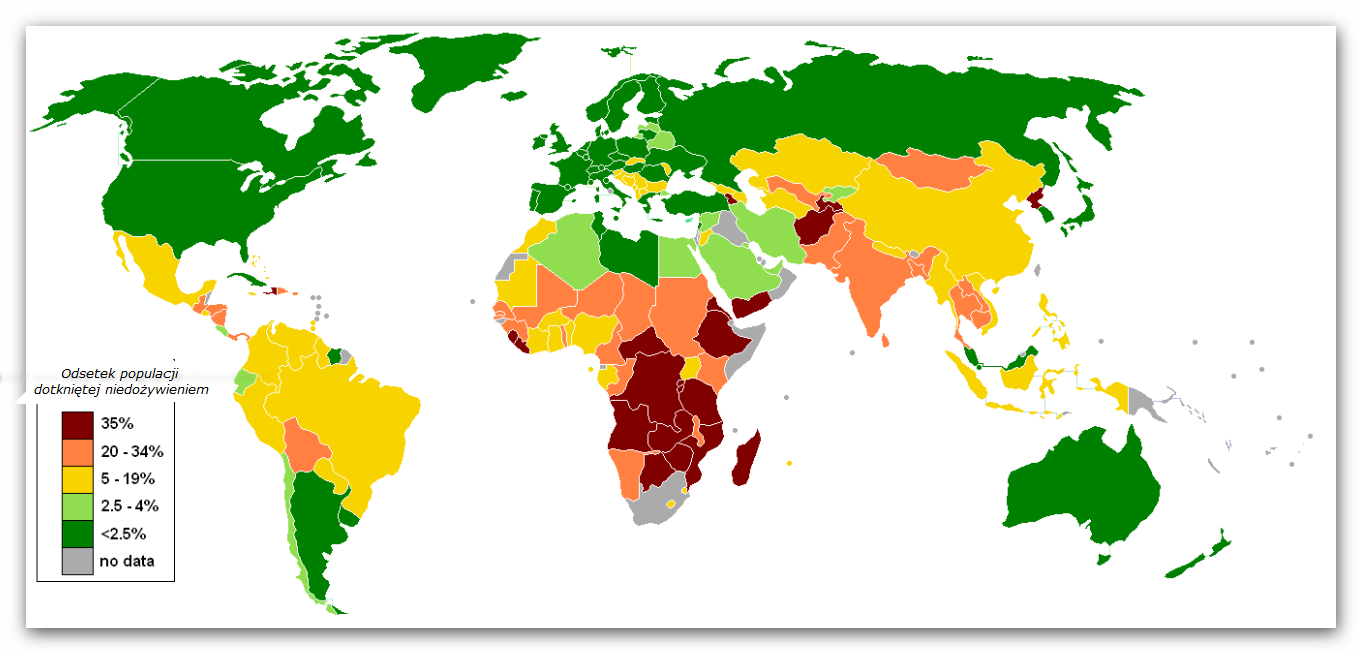 Odsetek populacji
dotkniętej niedożywieniem
35%
20 - 34%
5 - 19%
2.5 - 4%
<2.5%
no data